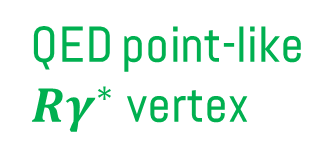 QED point-like
Rγ* vertex